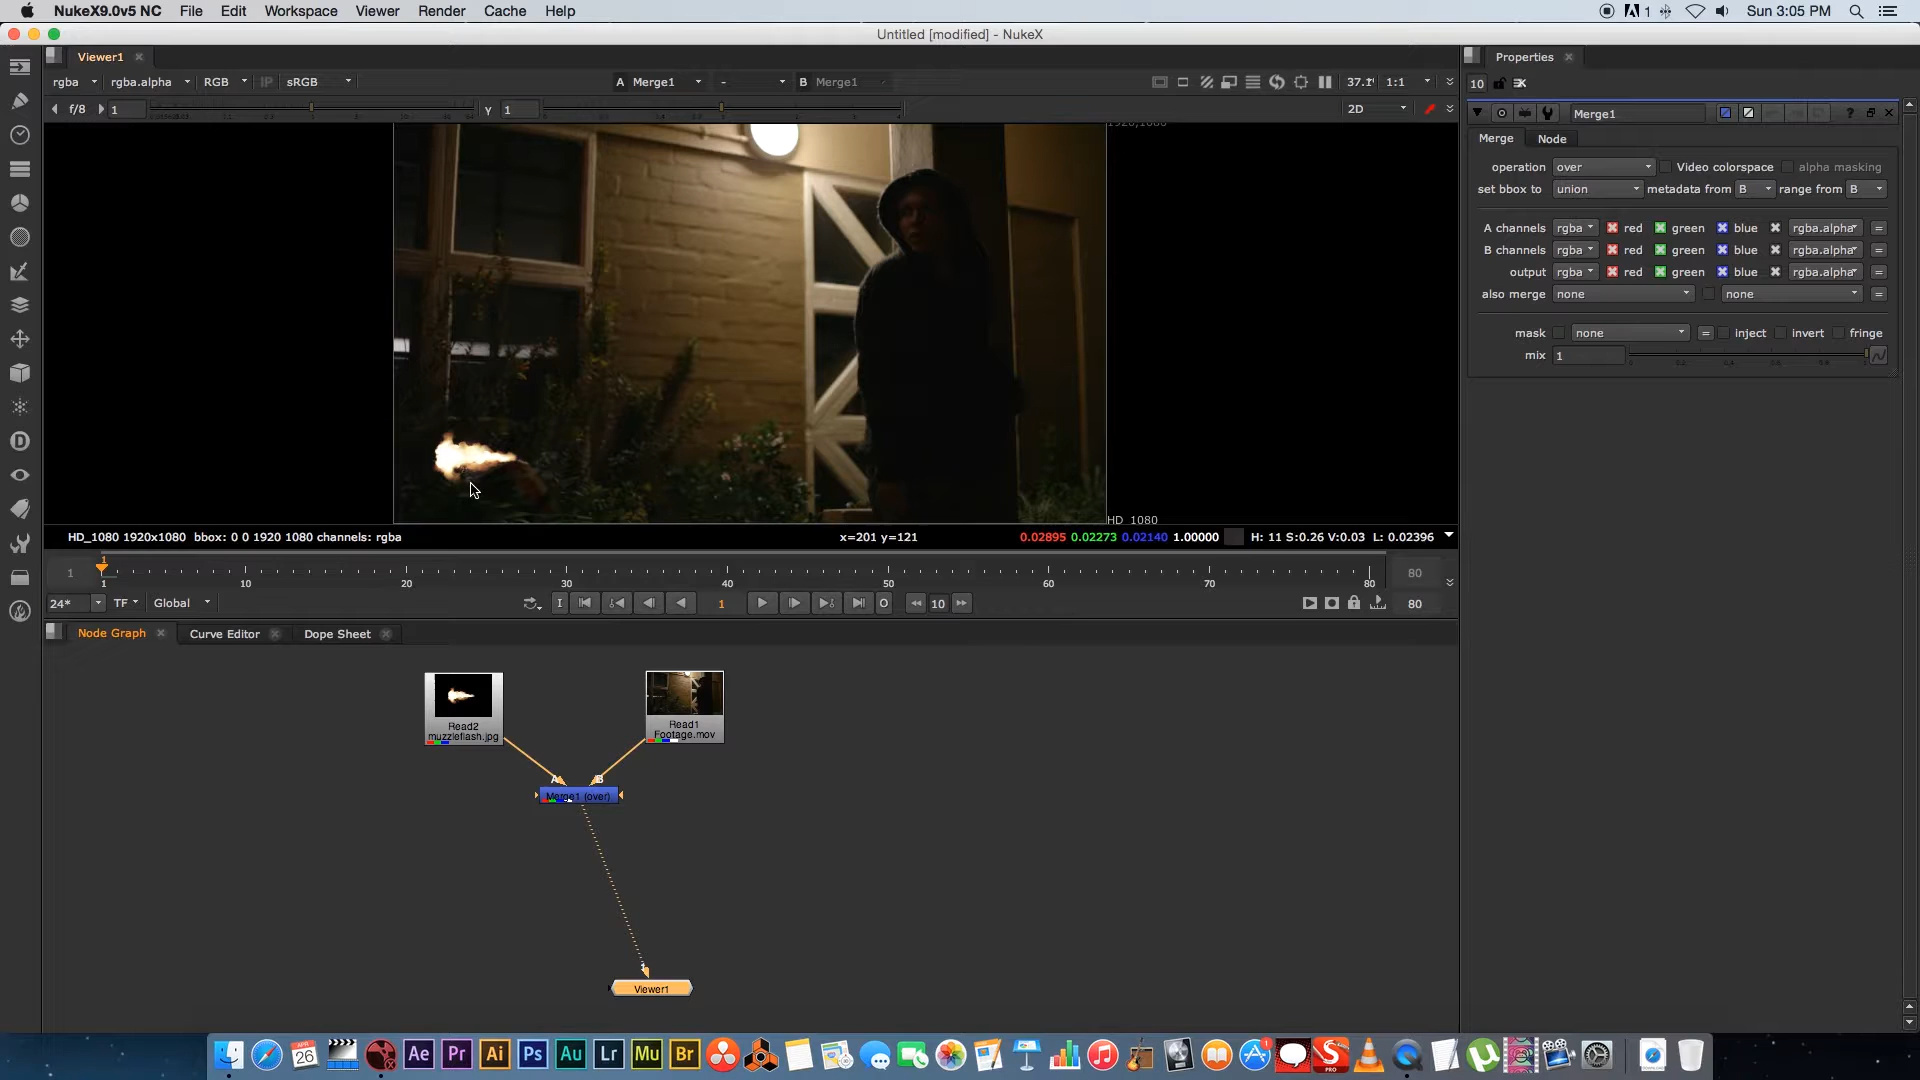 NukeX9.0v5 NC File Edit Workspace Viewer Render Cache Help
1 Sun 3:05 PM
Untitled [modified] - NukeX
Viewer1
rgba rgba.alpha RGB IP sRGB A Merge1 - B Merge1 37.1 1:1
f/8 1 γ 1 2D
HD_1080
HD_1080 1920x1080 bbox: 0 0 1920 1080 channels: rgba x=201 y=121 0.02895 0.02273 0.02140 1.00000 H: 11 S:0.26 V:0.03 L: 0.02396
1 1 10 20 30 40 50 60 70 80 80
24* TF Global I 1 O 10 80
Node Graph Curve Editor Dope Sheet
Read2
muzzleflash.jpg
Read1
Footage.mov
A B
Merge1 (over)
Viewer1
Properties
10
Merge1
Merge Node
operation over Video colorspace alpha masking
set bbox to union metadata from B range from B
A channels rgba red green blue rgba.alpha =
B channels rgba red green blue rgba.alpha =
output rgba red green blue rgba.alpha =
also merge none none =
mask none = inject invert fringe
mix 1
APR 26 Ae Pr Ai Ps Au Lr Mu Br 1 PRO